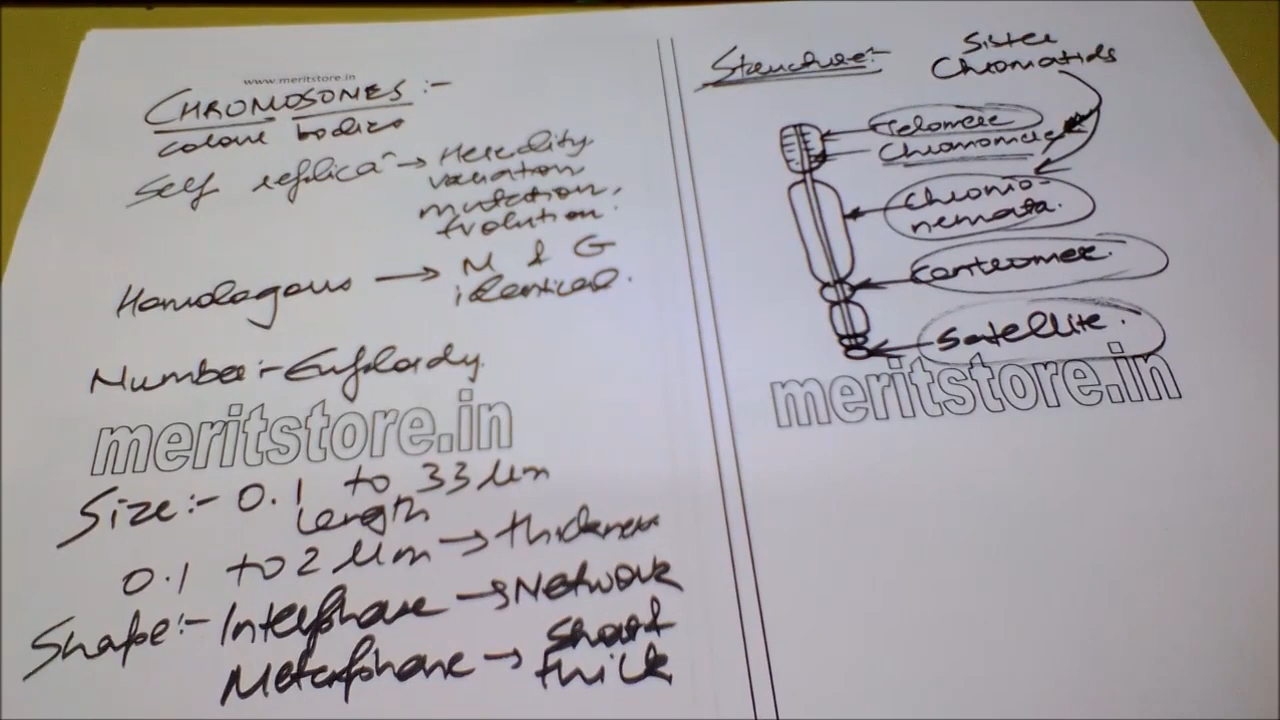 www.meritstore.in
CHROMOSOMES :-
colour bodies
Self replica → Heredity
variation
mutation,
Evolution.
Homologous → M & G
identical.
Number :- Euploidy
meritstore.in
Size :- 0.1 to 33 μm
length
0.1 to 2 μm → thickness
Shape :- Interphase → Network
Metaphase → Short
thick
Structure :-
Sister
Chromatids
Telomere
Chromomere
Chromo-
nemata.
Centromere.
Satellite.
meritstore.in